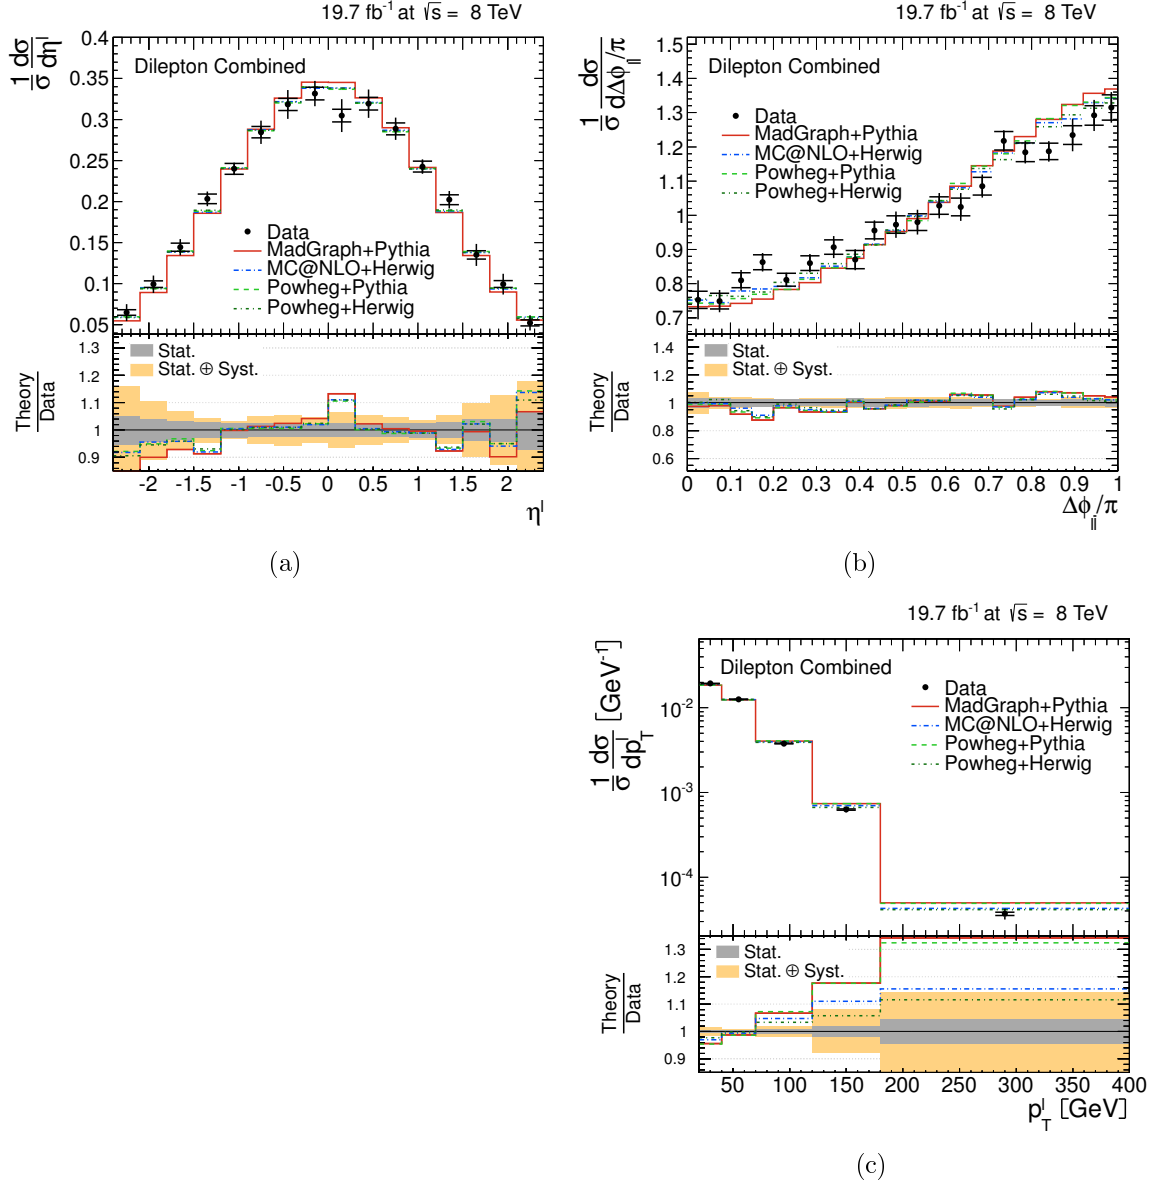 19.7 fb⁻¹ at √s = 8 TeV
1/σ dσ/dηˡ
Dilepton Combined
0.4
0.35
0.3
0.25
0.2
0.15
0.1
0.05
Data
MadGraph+Pythia
MC@NLO+Herwig
Powheg+Pythia
Powheg+Herwig
Theory/Data
1.3
1.2
1.1
1
0.9
Stat.
Stat. ⊕ Syst.
-2 -1.5 -1 -0.5 0 0.5 1 1.5 2
ηˡ
(a)
19.7 fb⁻¹ at √s = 8 TeV
1/σ dσ/dΔϕ_ll̄/π
Dilepton Combined
1.5
1.4
1.3
1.2
1.1
1
0.9
0.8
0.7
Data
MadGraph+Pythia
MC@NLO+Herwig
Powheg+Pythia
Powheg+Herwig
Theory/Data
1.4
1.2
1
0.8
0.6
Stat.
Stat. ⊕ Syst.
0 0.1 0.2 0.3 0.4 0.5 0.6 0.7 0.8 0.9 1
Δϕ_ll̄/π
(b)
19.7 fb⁻¹ at √s = 8 TeV
1/σ dσ/dp_Tˡ [GeV⁻¹]
Dilepton Combined
10⁻²
10⁻³
10⁻⁴
Data
MadGraph+Pythia
MC@NLO+Herwig
Powheg+Pythia
Powheg+Herwig
Theory/Data
1.3
1.2
1.1
1
0.9
Stat.
Stat. ⊕ Syst.
50 100 150 200 250 300 350 400
p_Tˡ [GeV]
(c)